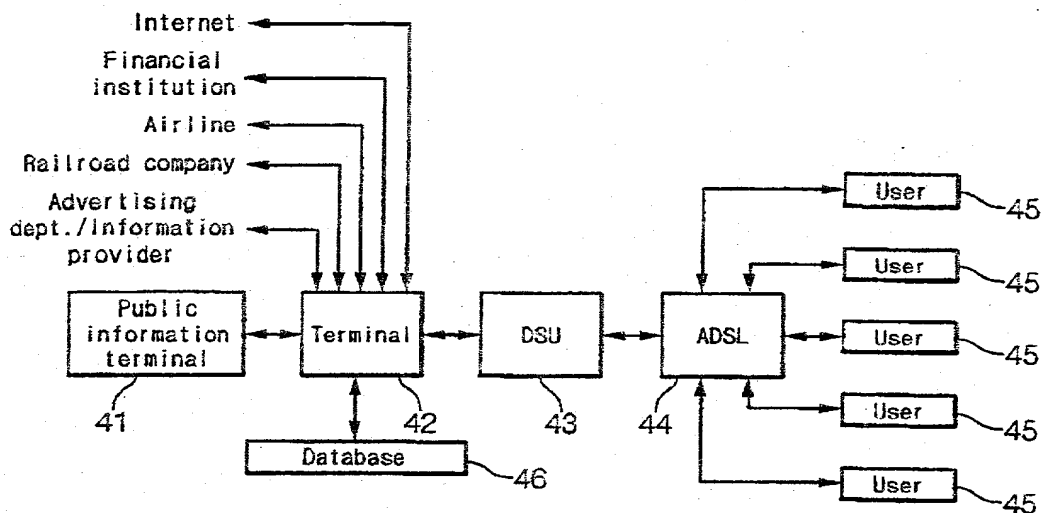 Internet
Financial
institution
Airline
Railroad company
Advertising
dept./Information
provider
Public
information
terminal
Terminal
DSU
ADSL
User
User
User
User
User
45
45
45
45
45
41
42
43
44
Database
46